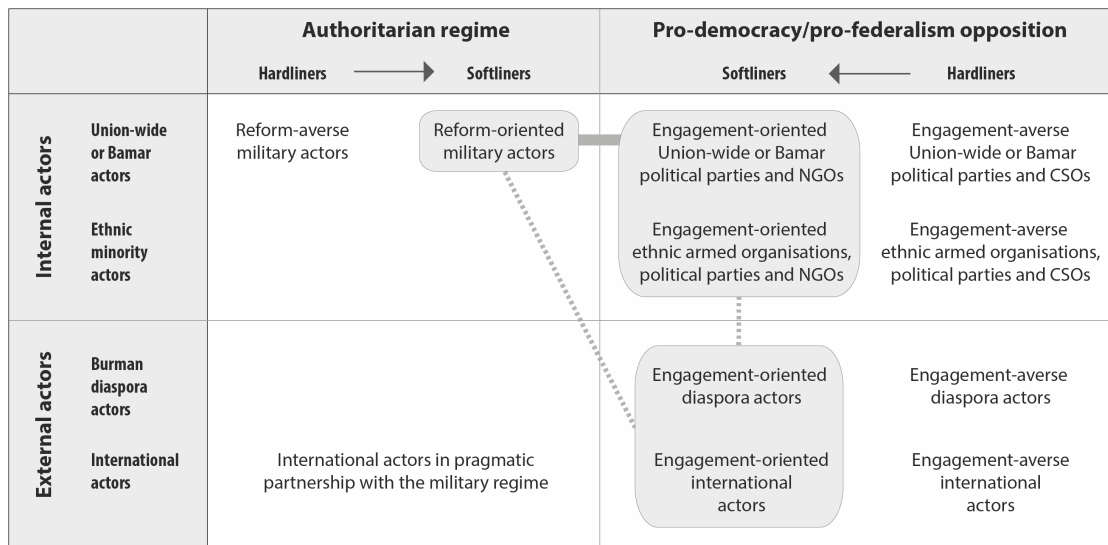 Authoritarian regime
Pro-democracy/pro-federalism opposition
Hardliners
Softliners
Softliners
Hardliners
Internal actors
Union-wide
or Bamar
actors
Reform-averse
military actors
Reform-oriented
military actors
Engagement-oriented
Union-wide or Bamar
political parties and NGOs
Engagement-averse
Union-wide or Bamar
political parties and CSOs
Ethnic
minority
actors
Engagement-oriented
ethnic armed organisations,
political parties and NGOs
Engagement-averse
ethnic armed organisations,
political parties and CSOs
External actors
Burman
diaspora
actors
Engagement-oriented
diaspora actors
Engagement-averse
diaspora actors
International
actors
International actors in pragmatic
partnership with the military regime
Engagement-oriented
international
actors
Engagement-averse
international
actors